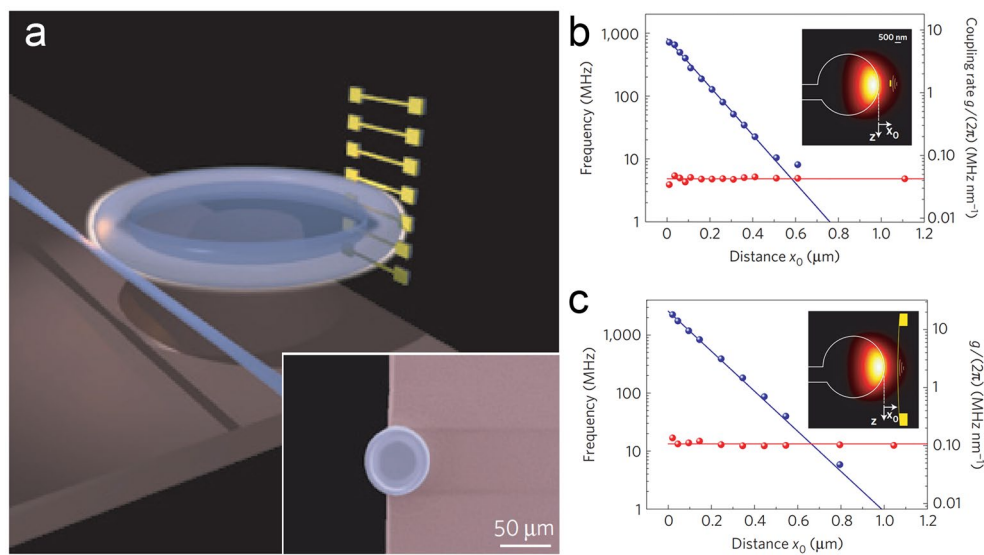 a
50 μm
b
Frequency (MHz)
1,000
100
10
1
Coupling rate g/(2π) (MHz nm⁻¹)
10
1
0.40
0.04
0.01
500 nm
z
x₀
0 0.2 0.4 0.6 0.8 1.0 1.2
Distance x₀ (μm)
c
Frequency (MHz)
1,000
100
10
1
g/(2π) (MHz nm⁻¹)
10
1
0.10
0.01
z
x₀
0 0.2 0.4 0.6 0.8 1.0 1.2
Distance x₀ (μm)